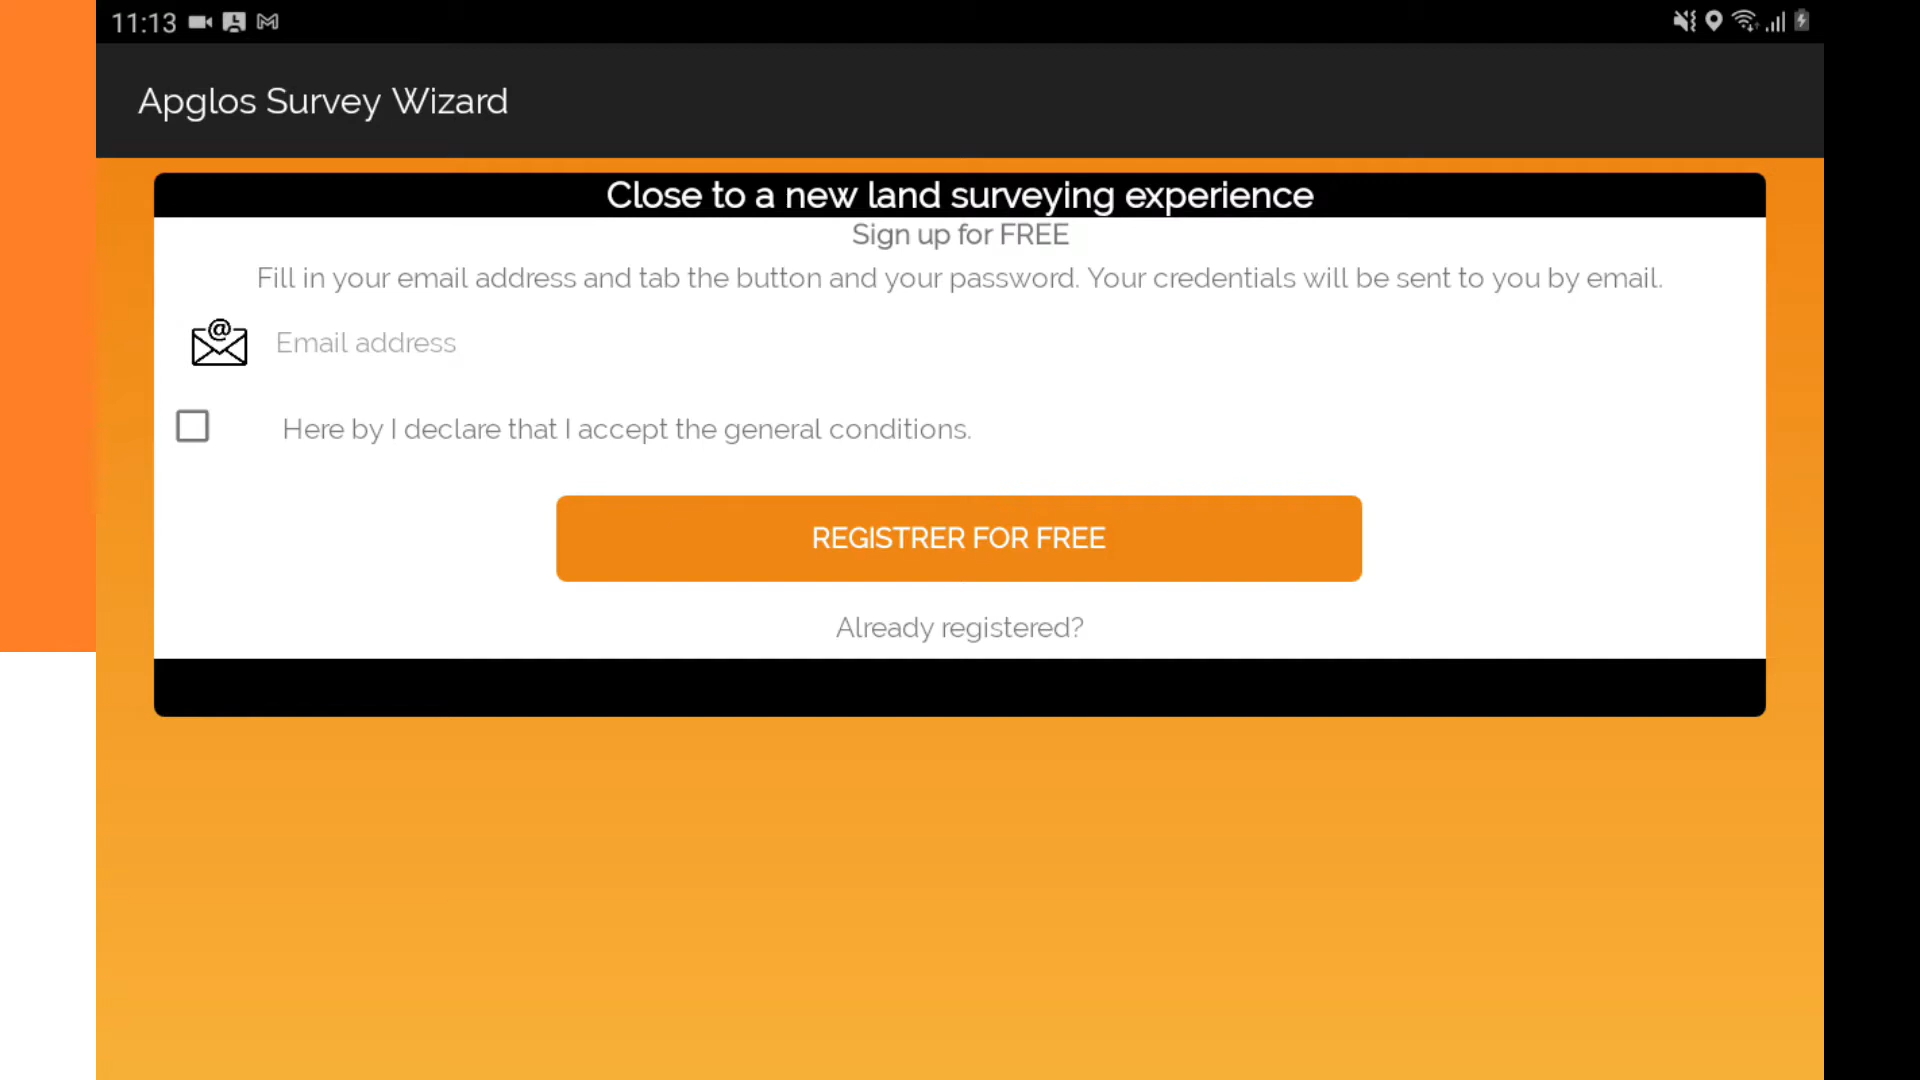 11:13
Apglos Survey Wizard
Close to a new land surveying experience
Sign up for FREE
Fill in your email address and tab the button and your password. Your credentials will be sent to you by email.
Email address
Here by I declare that I accept the general conditions.
REGISTRER FOR FREE
Already registered?